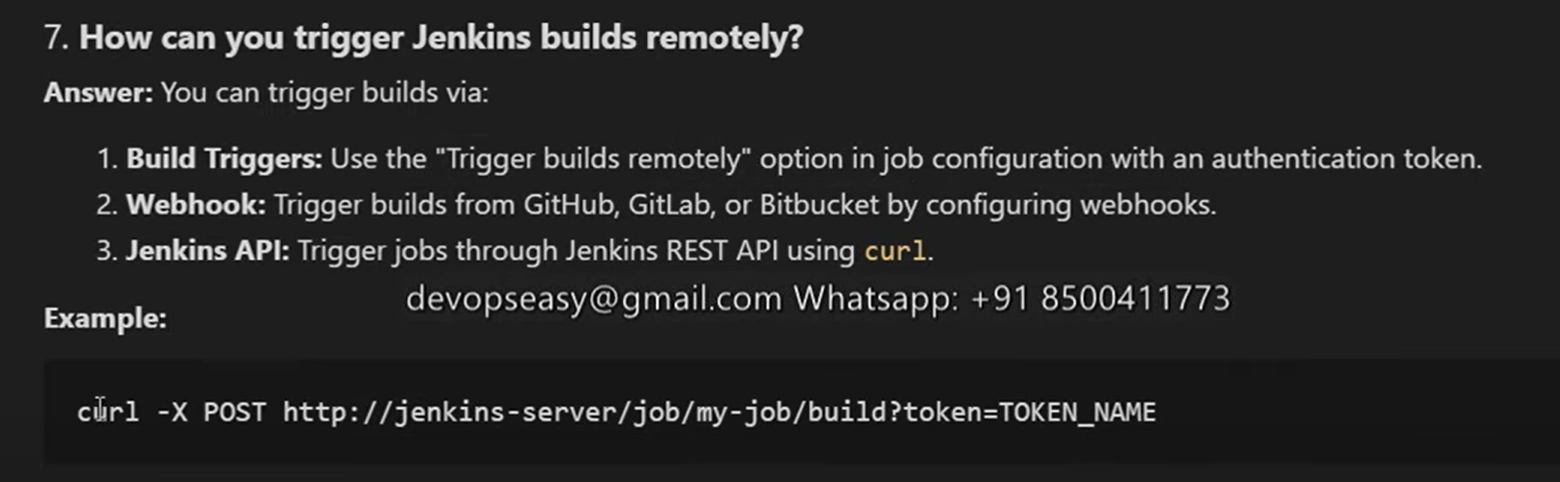 7. How can you trigger Jenkins builds remotely?
Answer: You can trigger builds via:
1. Build Triggers: Use the "Trigger builds remotely" option in job configuration with an authentication token.
2. Webhook: Trigger builds from GitHub, GitLab, or Bitbucket by configuring webhooks.
3. Jenkins API: Trigger jobs through Jenkins REST API using curl.
devopseasy@gmail.com Whatsapp: +91 8500411773
Example:
curl -X POST http://jenkins-server/job/my-job/build?token=TOKEN_NAME